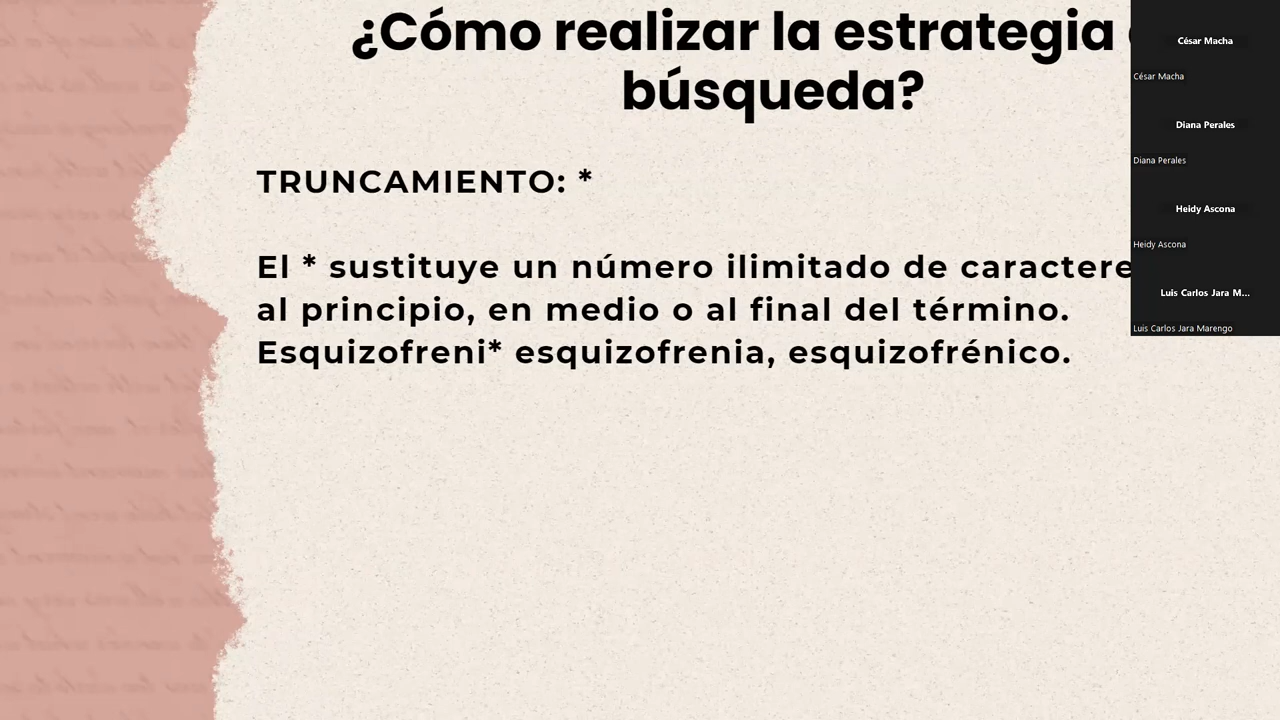 ¿Cómo realizar la estrategia
búsqueda?
TRUNCAMIENTO: *
El * sustituye un número ilimitado de caractere
al principio, en medio o al final del término.
Esquizofreni* esquizofrenia, esquizofrénico.
César Macha
César Macha
Diana Perales
Diana Perales
Heidy Ascona
Heidy Ascona
Luis Carlos Jara M...
Luis Carlos Jara Marengo